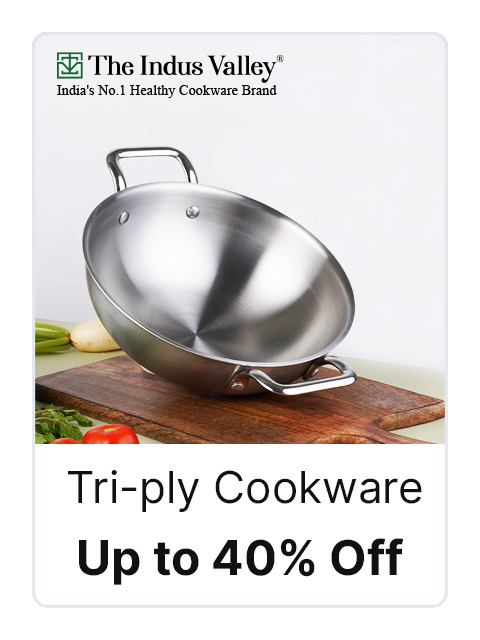 The Indus Valley®
India's No.1 Healthy Cookware Brand
Tri-ply Cookware
Up to 40% Off